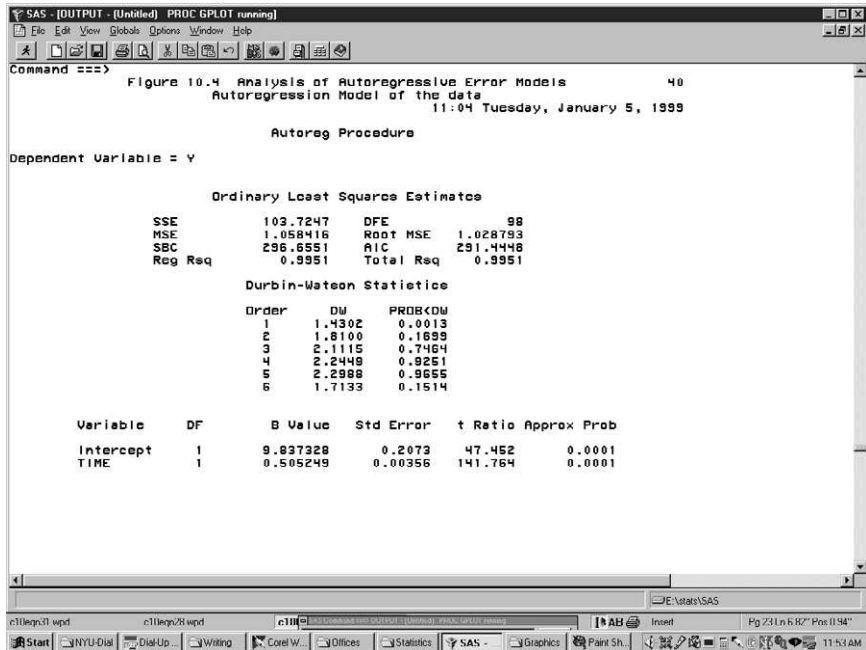 SAS - [OUTPUT - (Untitled) PROC GPLOT running]
File Edit View Globals Options Window Help
Command ===>
Figure 10.4 Analysis of Autoregressive Error Models 40
Autoregression Model of the data
11:04 Tuesday, January 5, 1999
Autoreg Procedure
Dependent Variable = Y
Ordinary Least Squares Estimates
SSE 103.7247 DFE 98
MSE 1.058416 Root MSE 1.028793
SBC 296.6551 AIC 291.4448
Reg Rsq 0.9951 Total Rsq 0.9951
Durbin-Watson Statistics
Order DW PROB<DW
1 1.4302 0.0013
2 1.8100 0.1699
3 2.1115 0.7464
4 2.2449 0.9251
5 2.2988 0.9655
6 1.7133 0.1514
Variable DF B Value Std Error t Ratio Approx Prob
Intercept 1 9.837328 0.2073 47.452 0.0001
TIME 1 0.505249 0.00356 141.764 0.0001
E:\stats\SAS
c10eqn31.wpd c10eqn28.wpd AB Insert Pg 23 Ln 6.82" Pos 0.94"
Start NYU-Dial Dial-Up ... Writing Corel W... Offices Statistics SAS - Graphics Paint Sh... 11:53 AM